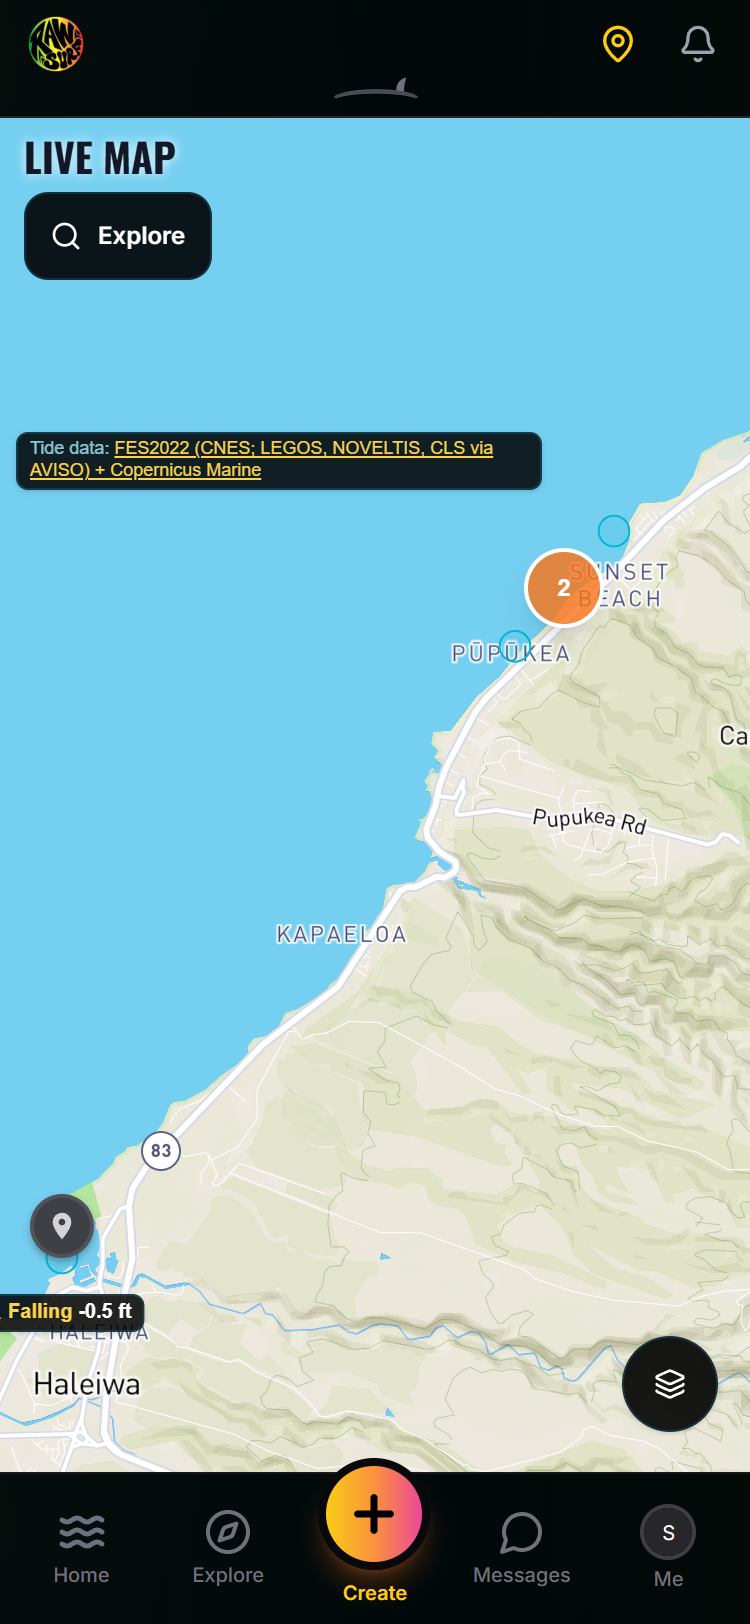 RAW
LIVE MAP
Explore
Tide data: FES2022 (CNES; LEGOS, NOVELTIS, CLS via
AVISO) + Copernicus Marine
SUNSET
BEACH
2
PŪPŪKEA
Ca
Pupukea Rd
KAPAELOA
83
Falling -0.5 ft
HALEIWA
Haleiwa
Home
Explore
Create
Messages
S
Me